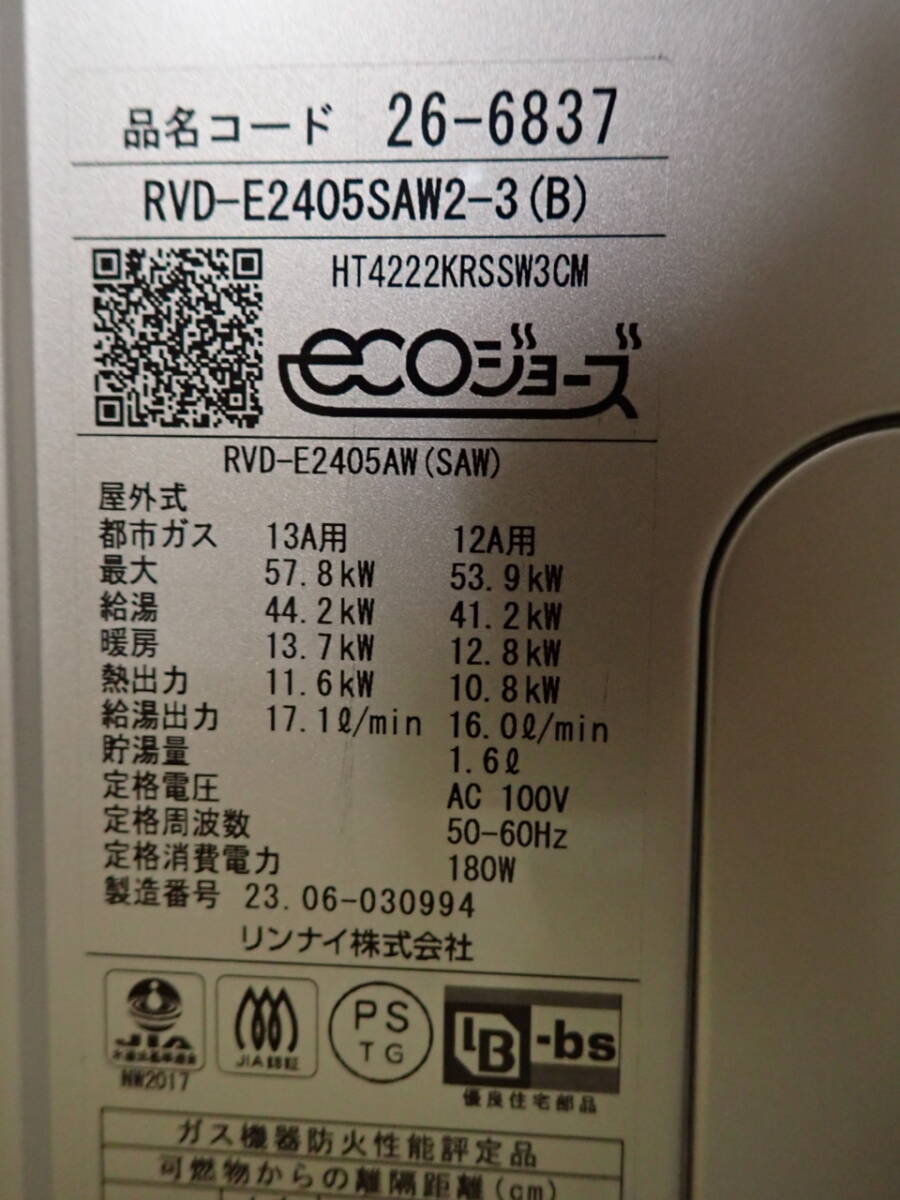 品名コード 26-6837
RVD-E2405SAW2-3(B)
HT4222KRSSW3CM
ecoジョーズ
RVD-E2405AW(SAW)
屋外式
都市ガス 13A用 12A用
最大 57.8kW 53.9kW
給湯 44.2kW 41.2kW
暖房 13.7kW 12.8kW
熱出力 11.6kW 10.8kW
給湯出力 17.1ℓ/min 16.0ℓ/min
貯湯量 1.6ℓ
定格電圧 AC 100V
定格周波数 50-60Hz
定格消費電力 180W
製造番号 23.06-030994
リンナイ株式会社
JIA JIA認証 PS TG BL-bs
NW2017 優良住宅部品
ガス機器防火性能評定品
可燃物からの離隔距離(cm)